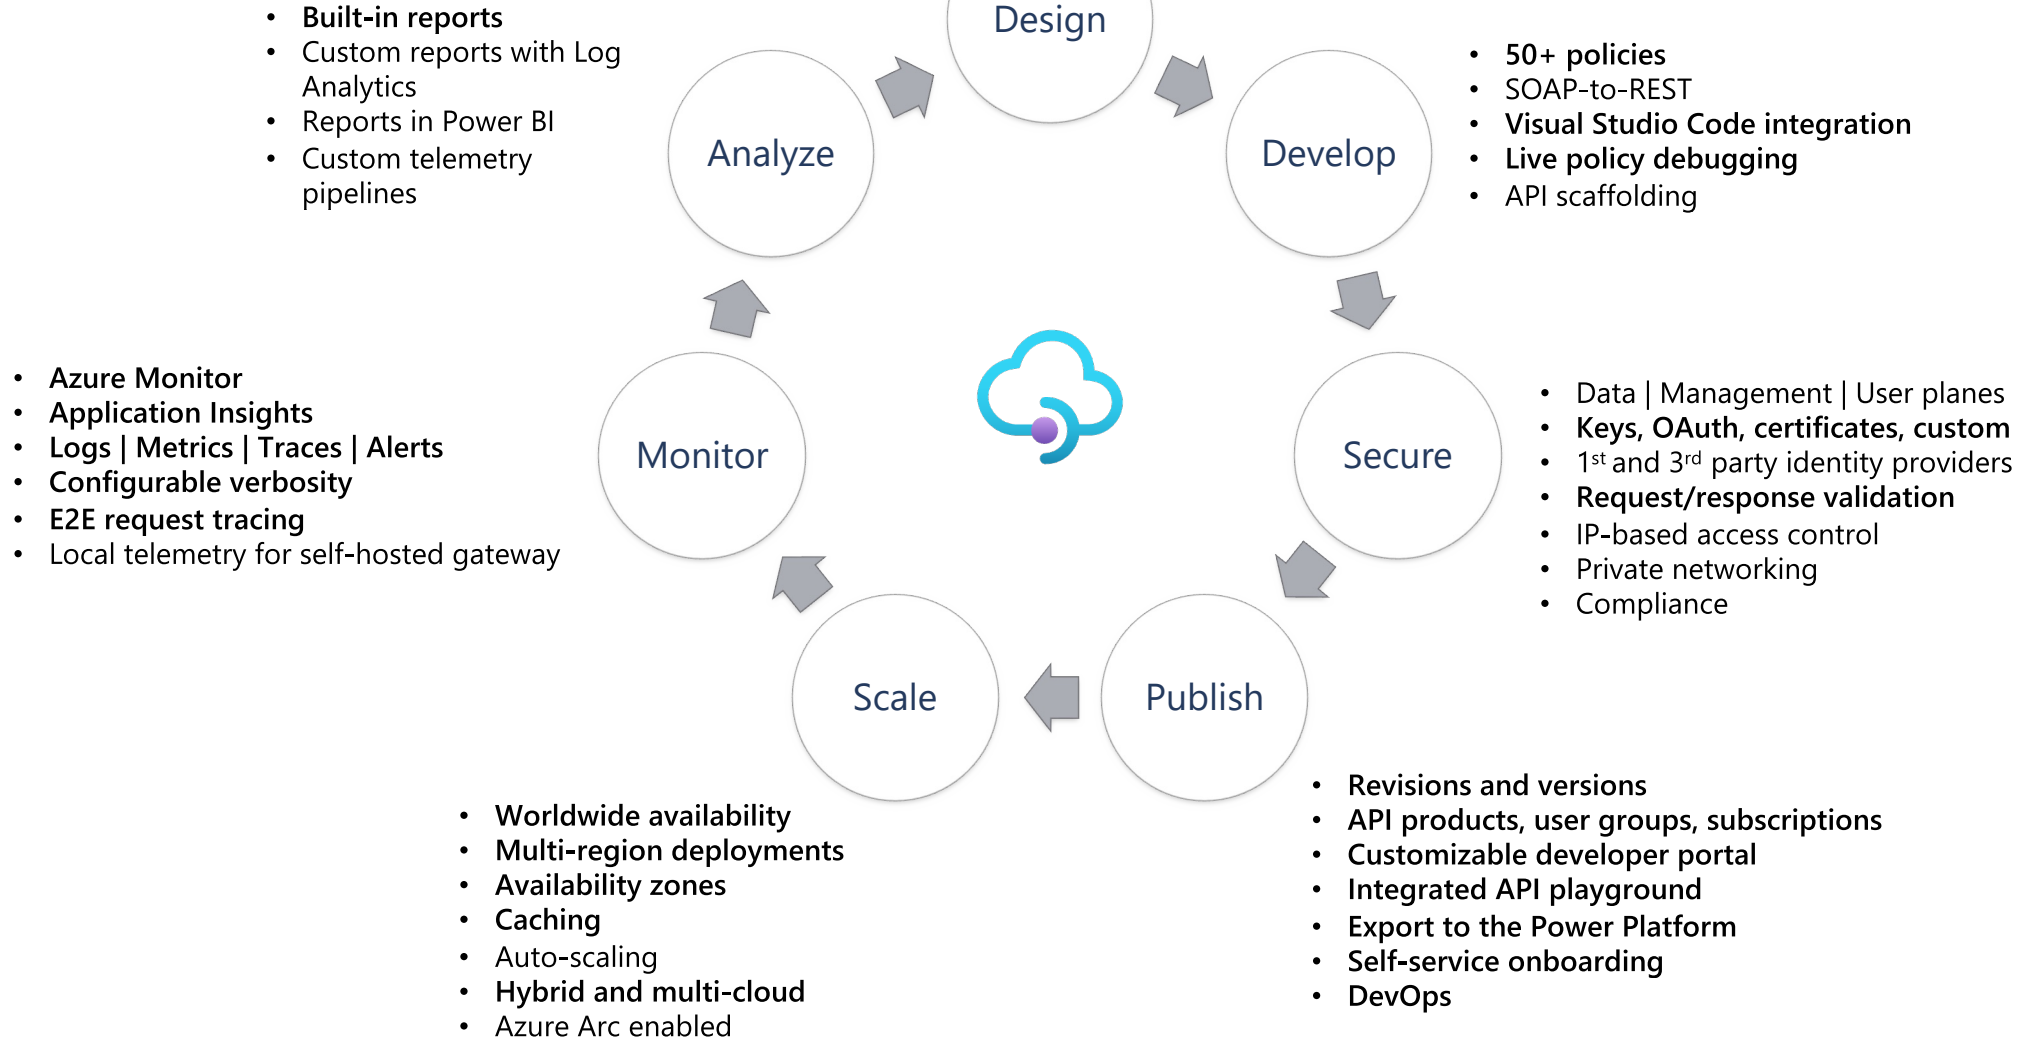 Design
• 50+ policies
• SOAP-to-REST
• Visual Studio Code integration
• Live policy debugging
• API scaffolding
Develop
• Data | Management | User planes
• Keys, OAuth, certificates, custom
• 1st and 3rd party identity providers
• Request/response validation
• IP-based access control
• Private networking
• Compliance
Secure
Publish
• Revisions and versions
• API products, user groups, subscriptions
• Customizable developer portal
• Integrated API playground
• Export to the Power Platform
• Self-service onboarding
• DevOps
Scale
• Worldwide availability
• Multi-region deployments
• Availability zones
• Caching
• Auto-scaling
• Hybrid and multi-cloud
• Azure Arc enabled
Monitor
• Azure Monitor
• Application Insights
• Logs | Metrics | Traces | Alerts
• Configurable verbosity
• E2E request tracing
• Local telemetry for self-hosted gateway
Analyze
• Built-in reports
• Custom reports with Log
Analytics
• Reports in Power BI
• Custom telemetry
pipelines